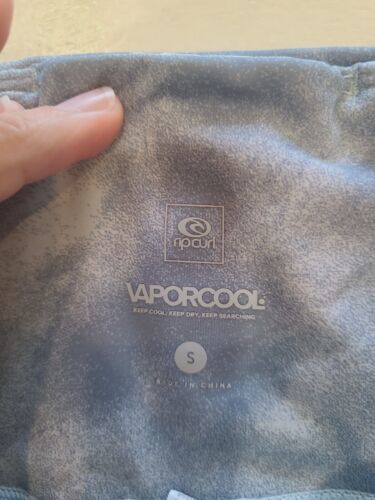 rip curl
VAPORCOOL
KEEP COOL, KEEP DRY, KEEP SEARCHING
S
MADE IN CHINA